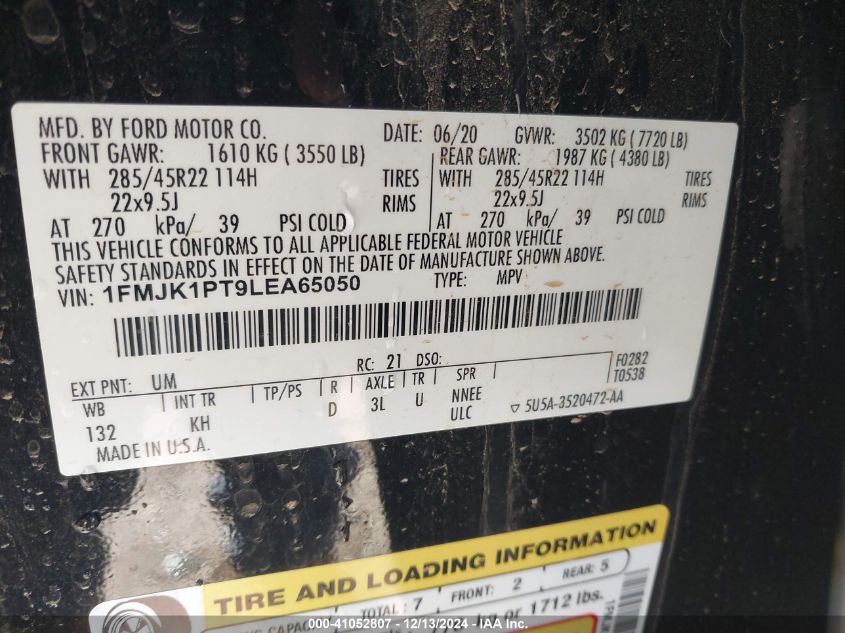 MFD. BY FORD MOTOR CO. DATE: 06/20 GVWR: 3502 KG ( 7720 LB)
FRONT GAWR: 1610 KG ( 3550 LB) REAR GAWR: 1987 KG ( 4380 LB)
WITH 285/45R22 114H TIRES WITH 285/45R22 114H TIRES
22x9.5J RIMS 22x9.5J RIMS
AT 270 kPa/ 39 PSI COLD AT 270 kPa/ 39 PSI COLD
THIS VEHICLE CONFORMS TO ALL APPLICABLE FEDERAL MOTOR VEHICLE
SAFETY STANDARDS IN EFFECT ON THE DATE OF MANUFACTURE SHOWN ABOVE.
VIN: 1FMJK1PT9LEA65050 TYPE: MPV
RC: 21 DSO: F0282
EXT PNT: UM T0538
WB INT TR TP/PS R AXLE TR SPR
132 KH D 3L U NNEE
ULC ▽ 5U5A-3520472-AA
MADE IN U.S.A.
TIRE AND LOADING INFORMATION
TOTAL : 7 FRONT: 2 REAR: 5
kg or 1712 lbs.
000-41052807 - 12/13/2024 - IAA Inc.